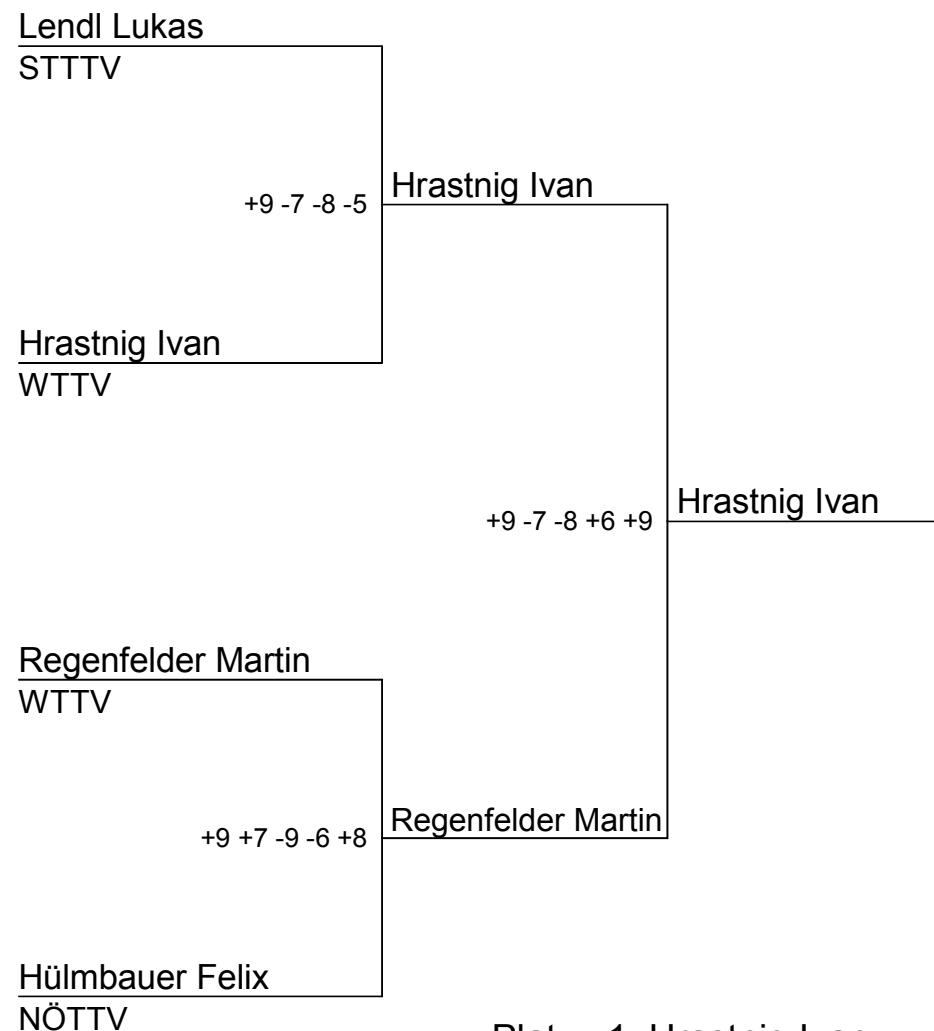 Lendl Lukas
STTTV
+9 -7 -8 -5
Hrastnig Ivan
Hrastnig Ivan
WTTV
+9 -7 -8 +6 +9
Hrastnig Ivan
Regenfelder Martin
WTTV
+9 +7 -9 -6 +8
Regenfelder Martin
Hülmbauer Felix
NÖTTV